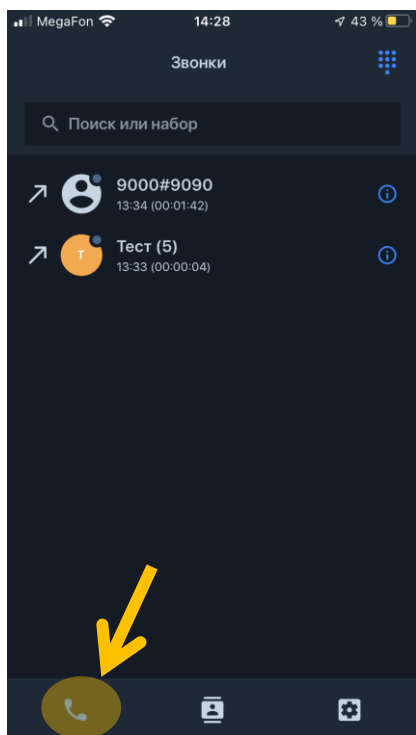 MegaFon 14:28 43 %
Звонки
Поиск или набор
9000#9090
13:34 (00:01:42)
Т Тест (5)
13:33 (00:00:04)